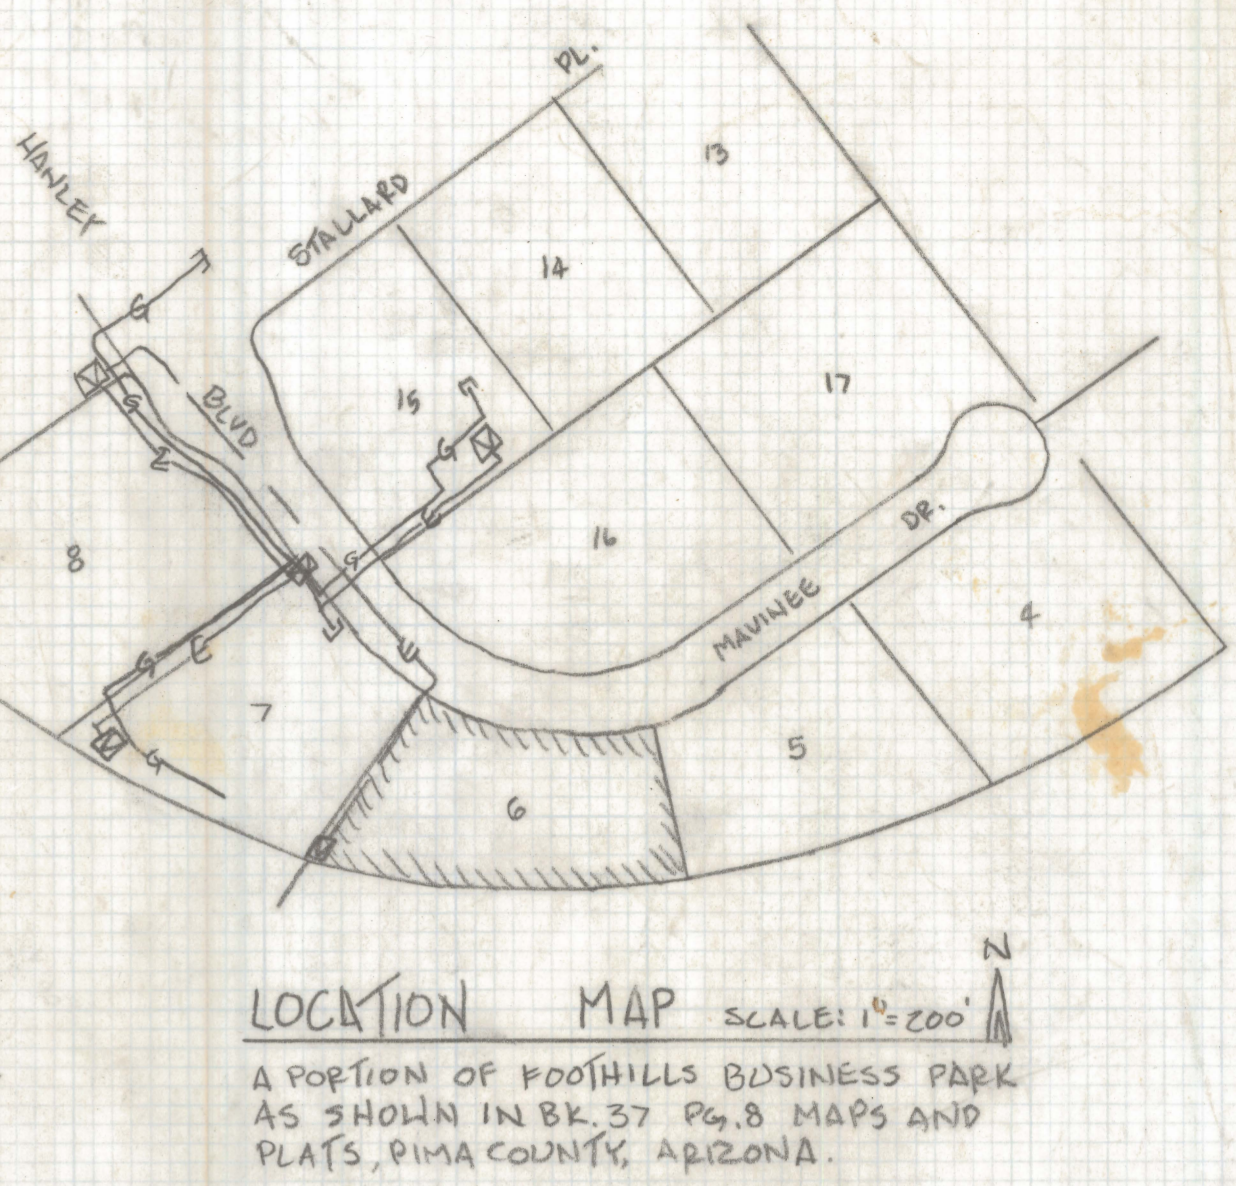 PL.
HANLEY
STALLARD
13
14
BLVD
15
17
G
G
G
E
E
G
DR.
16
8
MAVINEE
4
G
E
E
7
5
G
6
N
LOCATION MAP SCALE: 1"=200'
A PORTION OF FOOTHILLS BUSINESS PARK
AS SHOWN IN BK. 37 PG. 8 MAPS AND
PLATS, PIMA COUNTY, ARIZONA.